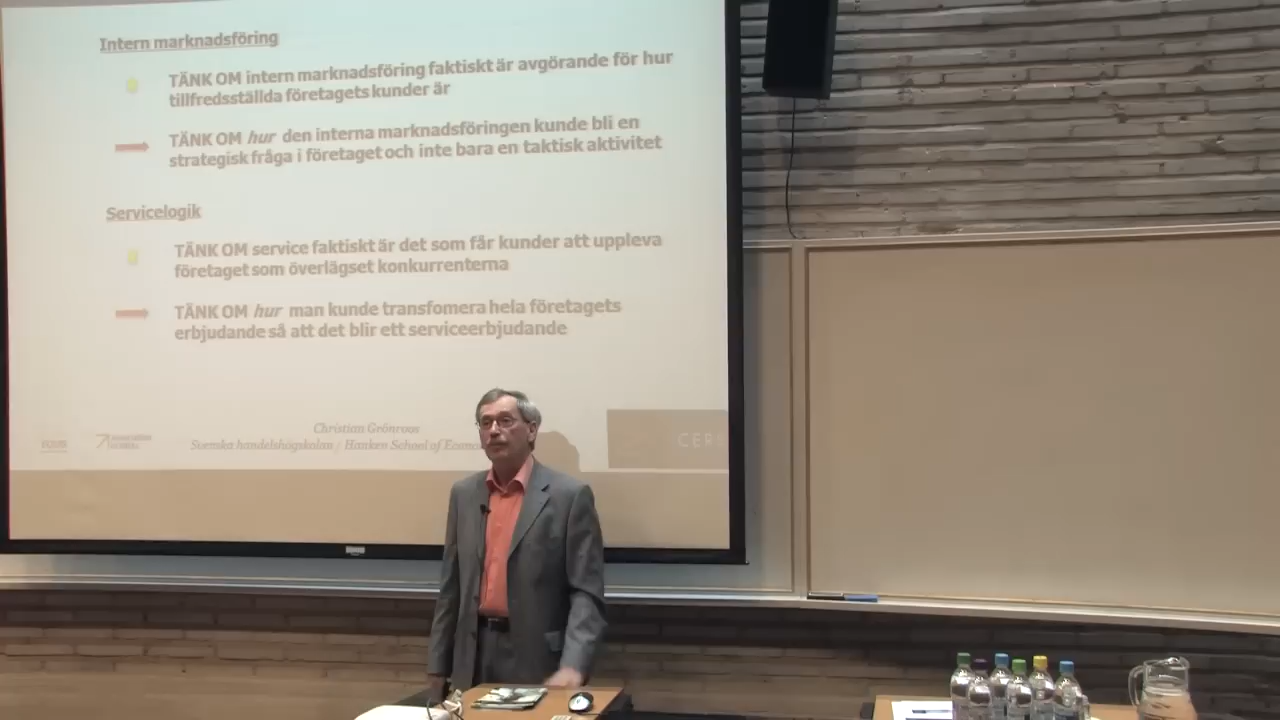 Intern marknadsföring
TÄNK OM intern marknadsföring faktiskt är avgörande för hur
tillfredsställda företagets kunder är
TÄNK OM hur den interna marknadsföringen kunde bli en
strategisk fråga i företaget och inte bara en taktisk aktivitet
Servicelogik
TÄNK OM service faktiskt är det som får kunder att uppleva
företaget som överlägset konkurrenterna
TÄNK OM hur man kunde transfomera hela företagets
erbjudande så att det blir ett serviceerbjudande
Christian Grönroos
Svenska handelshögskolan / Hanken School of
CER